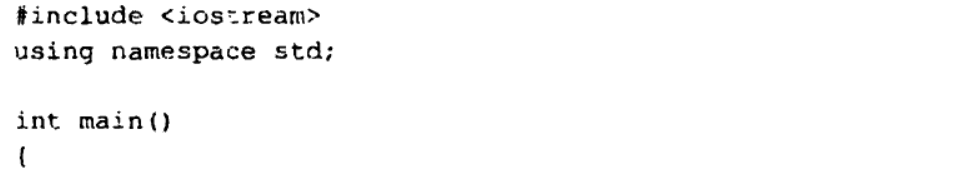 #include <iostream>
using namespace std;
int main()
{